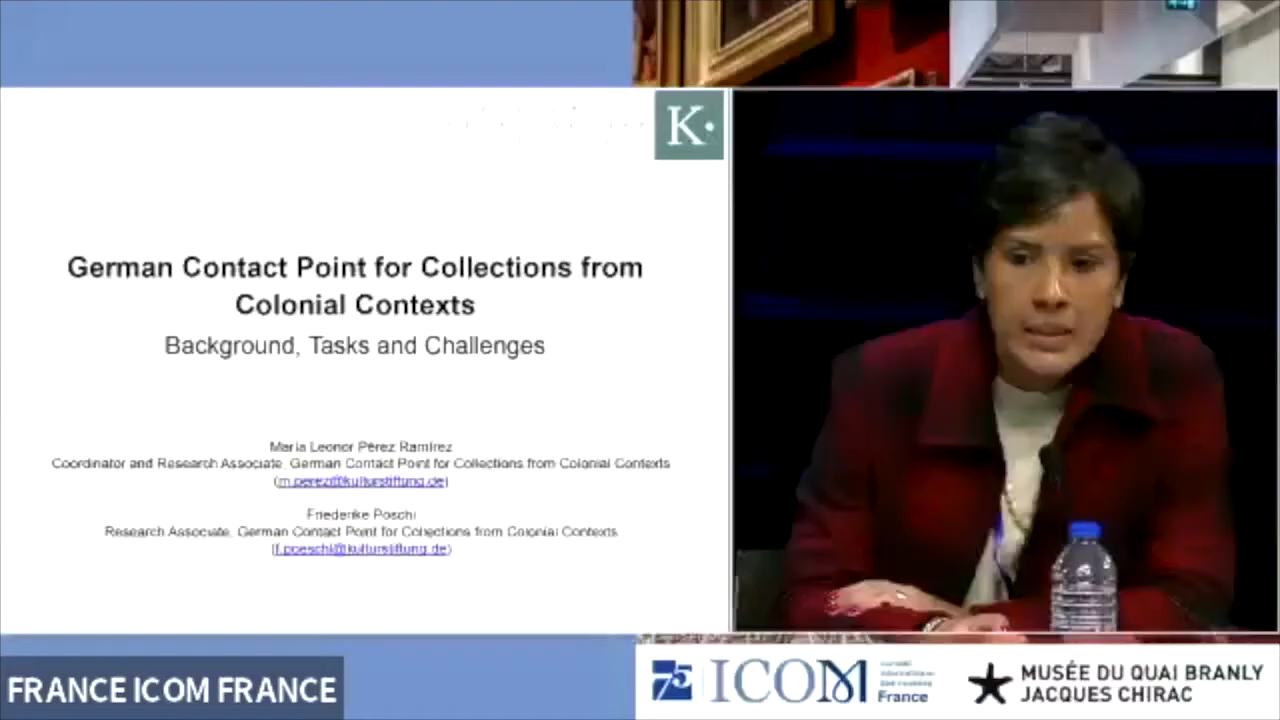 K.
German Contact Point for Collections from
Colonial Contexts
Background, Tasks and Challenges
María Leonor Pérez Ramírez
Coordinator and Research Associate, German Contact Point for Collections from Colonial Contexts
(m.perez@kulturstiftung.de)
Friederike Poschl
Research Associate, German Contact Point for Collections from Colonial Contexts
(f.poeschl@kulturstiftung.de)
FRANCE ICOM FRANCE
75 ICOM
France
MUSÉE DU QUAI BRANLY
JACQUES CHIRAC